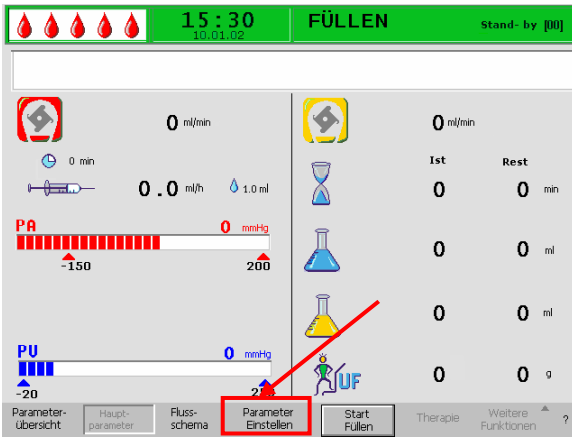 15:30
10.01.02
FÜLLEN
Stand- by [00]
0 ml/min
0 ml/min
0 min
Ist Rest
0.0 ml/h 1.0 ml
0 0 min
PA 0 mmHg
-150 200
0 0 ml
0 0 ml
PV 0 mmHg
-20
UF 0 0 g
Parameter-
übersicht
Haupt-
parameter
Fluss-
schema
Parameter
Einstellen
Start
Füllen
Therapie
Weitere
Funktionen
?